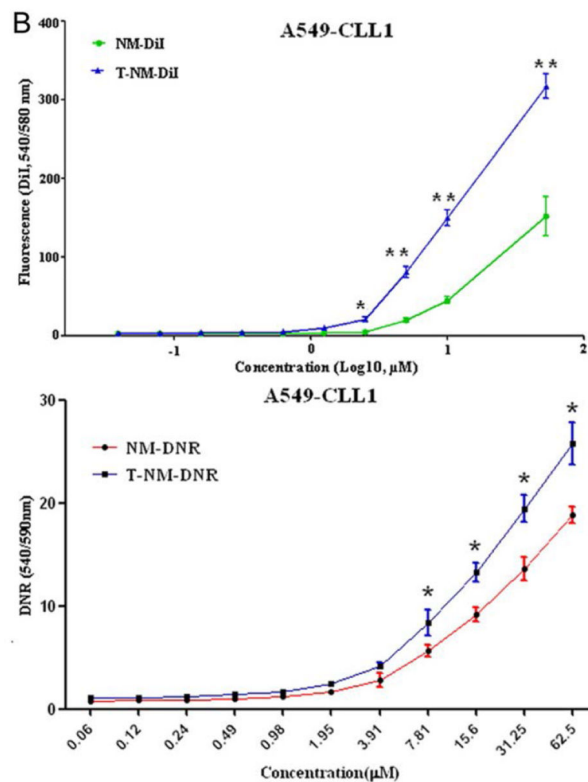 B
A549-CLL1
NM-DiI
T-NM-DiI
* ** ** **
Fluorescence (DiI, 540/580 nm)
400
300
200
100
0
-1 0 1 2
Concentration (Log10, µM)
A549-CLL1
NM-DNR
T-NM-DNR
* * * *
DNR (540/590nm)
30
20
10
0
0.06 0.12 0.24 0.49 0.98 1.95 3.91 7.81 15.6 31.25 62.5
Concentration(µM)